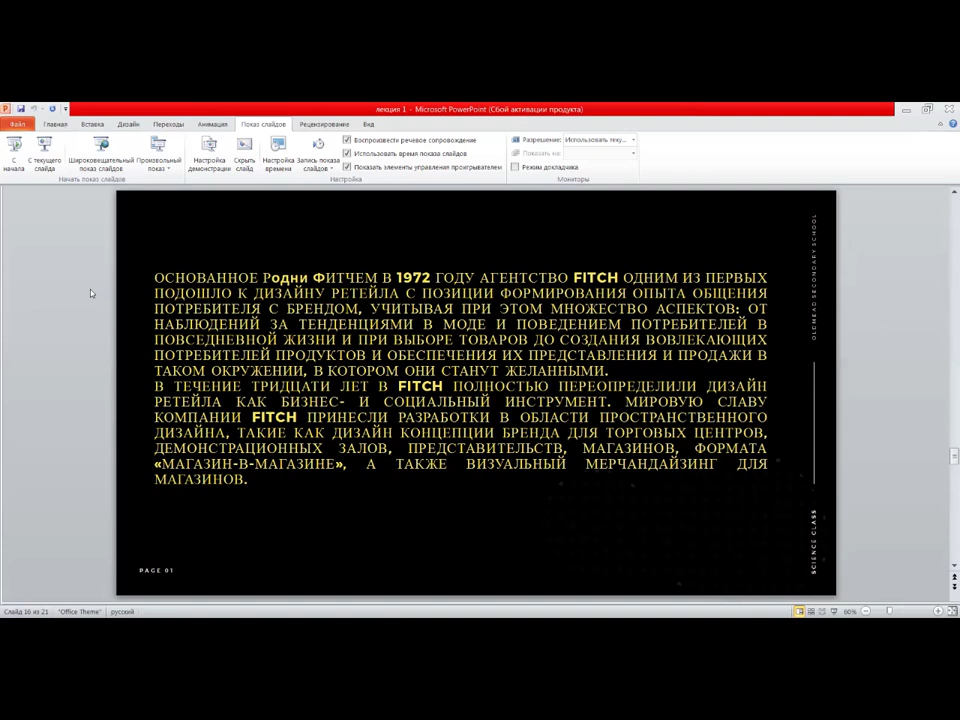 лекция 1 - Microsoft PowerPoint (Сбой активации продукта)
Файл Главная Вставка Дизайн Переходы Анимация Показ слайдов Рецензирование Вид
С начала
С текущего слайда
Широковещательный показ слайдов
Произвольный показ
Начать показ слайдов
Настройка демонстрации
Скрыть слайд
Настройка времени
Запись показа слайдов
Воспроизвести речевое сопровождение
Использовать время показа слайдов
Показать элементы управления проигрывателем
Настройка
Разрешение: Использовать теку...
Показать на:
Режим докладчика
Мониторы
ОСНОВАННОЕ Родни ФИТЧЕМ В 1972 ГОДУ АГЕНТСТВО FITCH ОДНИМ ИЗ ПЕРВЫХ
ПОДОШЛО К ДИЗАЙНУ РЕТЕЙЛА С ПОЗИЦИИ ФОРМИРОВАНИЯ ОПЫТА ОБЩЕНИЯ
ПОТРЕБИТЕЛЯ С БРЕНДОМ, УЧИТЫВАЯ ПРИ ЭТОМ МНОЖЕСТВО АСПЕКТОВ: ОТ
НАБЛЮДЕНИЙ ЗА ТЕНДЕНЦИЯМИ В МОДЕ И ПОВЕДЕНИЕМ ПОТРЕБИТЕЛЕЙ В
ПОВСЕДНЕВНОЙ ЖИЗНИ И ПРИ ВЫБОРЕ ТОВАРОВ ДО СОЗДАНИЯ ВОВЛЕКАЮЩИХ
ПОТРЕБИТЕЛЕЙ ПРОДУКТОВ И ОБЕСПЕЧЕНИЯ ИХ ПРЕДСТАВЛЕНИЯ И ПРОДАЖИ В
ТАКОМ ОКРУЖЕНИИ, В КОТОРОМ ОНИ СТАНУТ ЖЕЛАННЫМИ.
В ТЕЧЕНИЕ ТРИДЦАТИ ЛЕТ В FITCH ПОЛНОСТЬЮ ПЕРЕОПРЕДЕЛИЛИ ДИЗАЙН
РЕТЕЙЛА КАК БИЗНЕС- И СОЦИАЛЬНЫЙ ИНСТРУМЕНТ. МИРОВУЮ СЛАВУ
КОМПАНИИ FITCH ПРИНЕСЛИ РАЗРАБОТКИ В ОБЛАСТИ ПРОСТРАНСТВЕННОГО
ДИЗАЙНА, ТАКИЕ КАК ДИЗАЙН КОНЦЕПЦИИ БРЕНДА ДЛЯ ТОРГОВЫХ ЦЕНТРОВ,
ДЕМОНСТРАЦИОННЫХ ЗАЛОВ, ПРЕДСТАВИТЕЛЬСТВ, МАГАЗИНОВ, ФОРМАТА
«МАГАЗИН-В-МАГАЗИНЕ», А ТАКЖЕ ВИЗУАЛЬНЫЙ МЕРЧАНДАЙЗИНГ ДЛЯ
МАГАЗИНОВ.
OLDMEAD SECONDARY SCHOOL
SCIENCE CLASS
PAGE 01
Слайд 16 из 21 "Office Theme" русский 60%